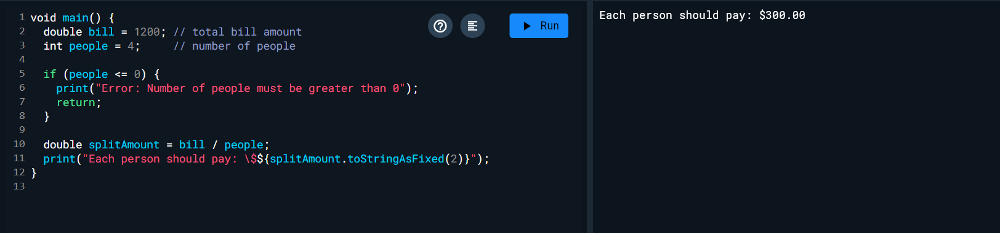 1 void main() {
2   double bill = 1200; // total bill amount
3   int people = 4;     // number of people
4
5   if (people <= 0) {
6     print("Error: Number of people must be greater than 0");
7     return;
8   }
9
10   double splitAmount = bill / people;
11   print("Each person should pay: \$${splitAmount.toStringAsFixed(2)}");
12 }
13
Run
Each person should pay: $300.00